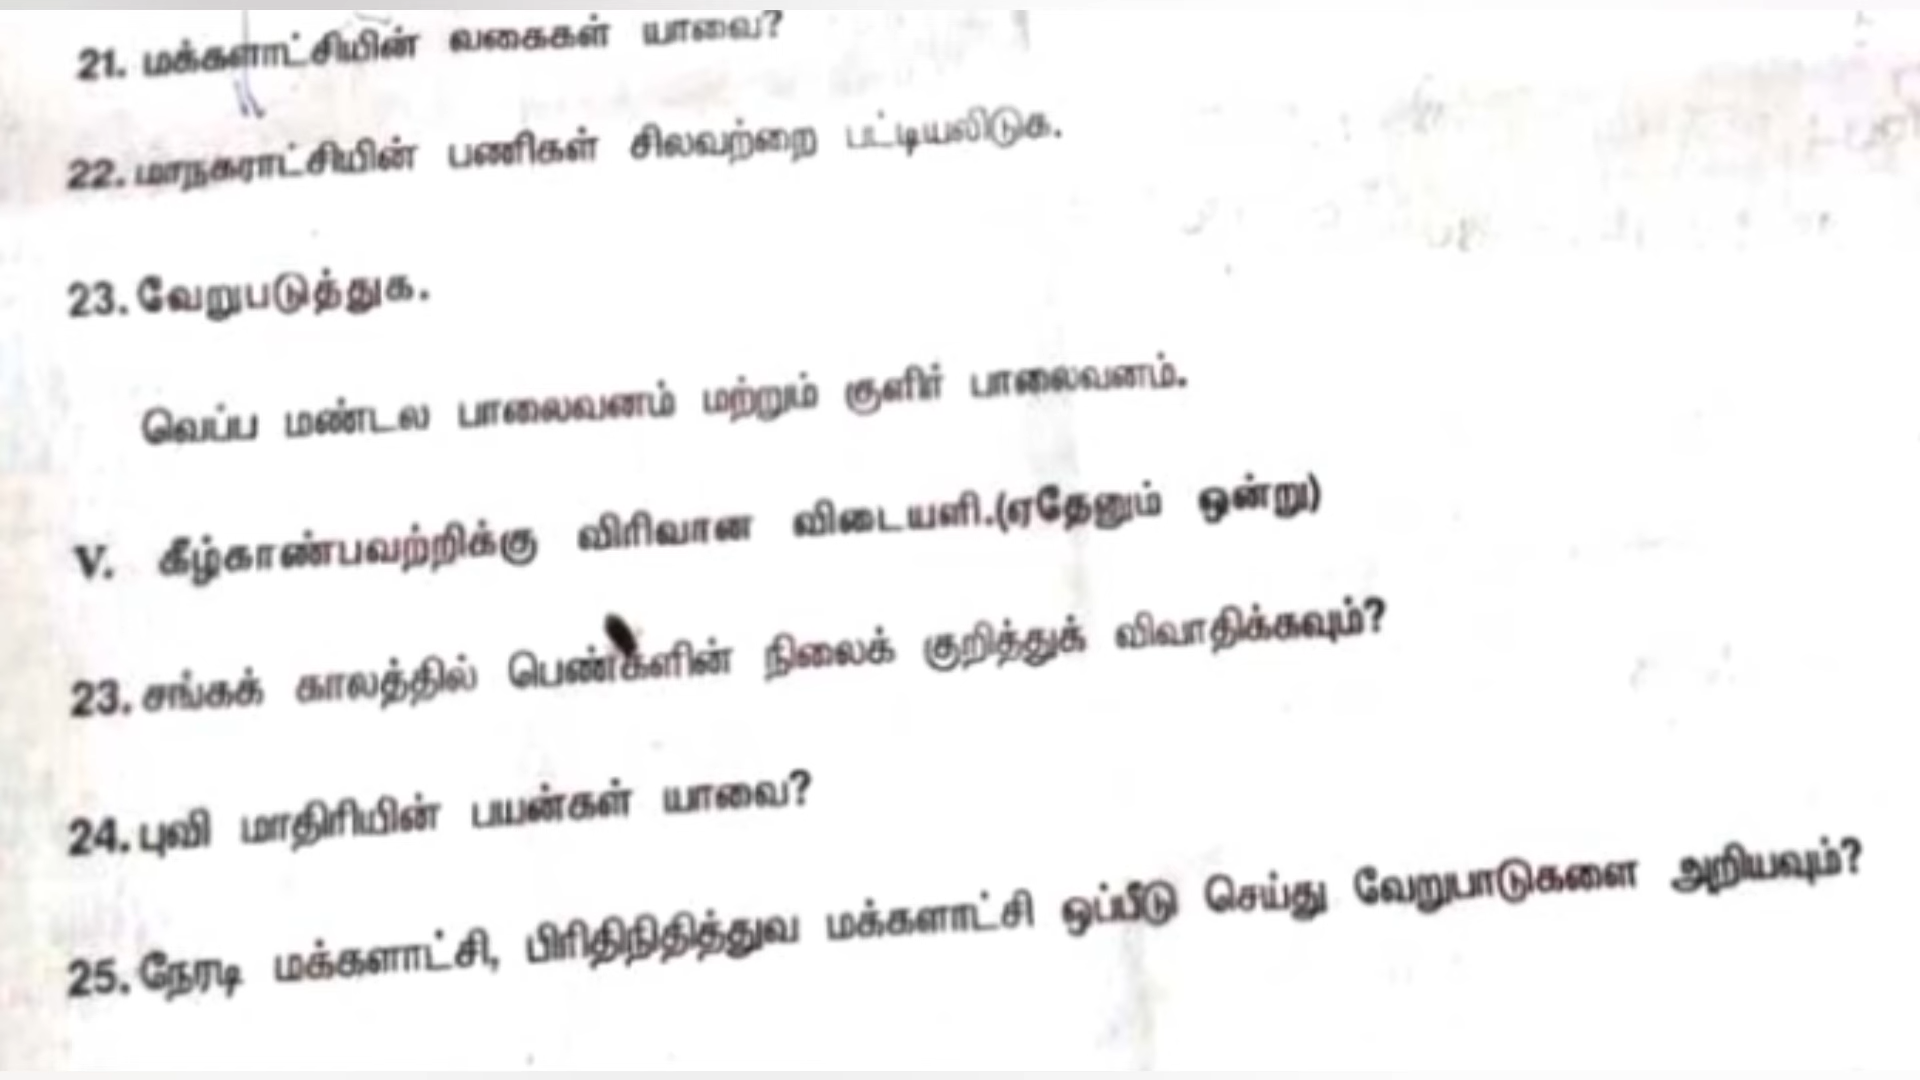 21. மக்களாட்சியின் வகைகள் யாவை?
22. மாநகராட்சியின் பணிகள் சிலவற்றை பட்டியலிடுக.
23. வேறுபடுத்துக.
வெப்ப மண்டல பாலைவனம் மற்றும் குளிர் பாலைவனம்.
V. கீழ்காண்பவற்றிக்கு விரிவான விடையளி.(ஏதேனும் ஒன்று)
23. சங்கக் காலத்தில் பெண்களின் நிலைக் குறித்துக் விவாதிக்கவும்?
24. புவி மாதிரியின் பயன்கள் யாவை?
25. நேரடி மக்களாட்சி, பிரிதிநிதித்துவ மக்களாட்சி ஒப்பீடு செய்து வேறுபாடுகளை அறியவும்?